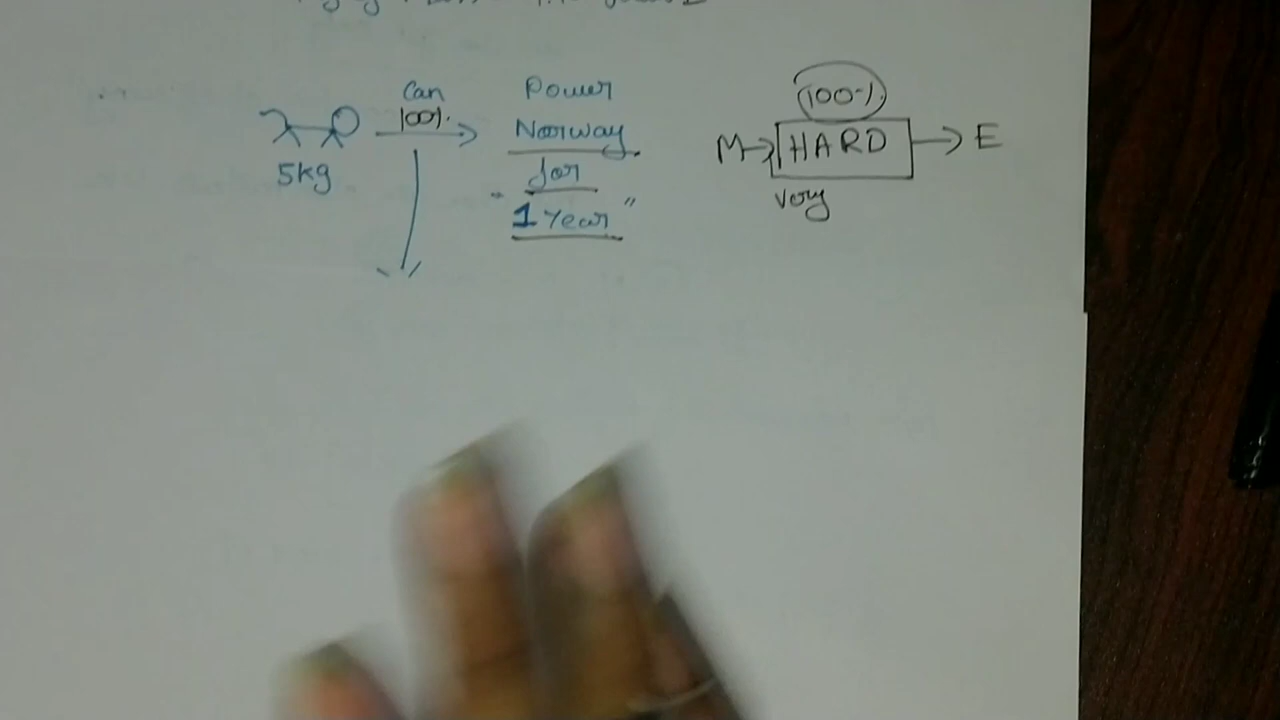 Can
100%.
5kg
Power
Norway
for
"1 Year"
100%.
M → HARD → E
very